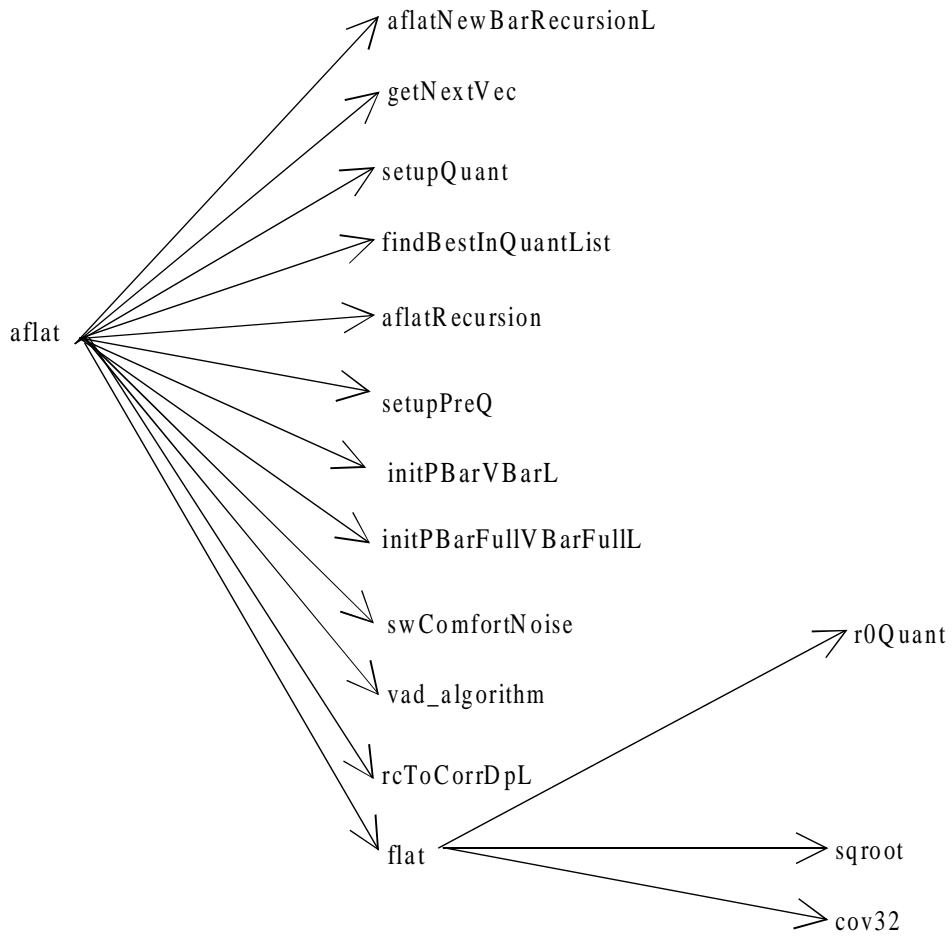 aflatNewBarRecursionL
getNextVec
setupQuant
findBestInQuantList
aflatRecursion
aflat
setupPreQ
initPBarVBarL
initPBarFullVBarFullL
swComfortNoise
r0Quant
vad_algorithm
rcToCorrDpL
flat
sqroot
cov32